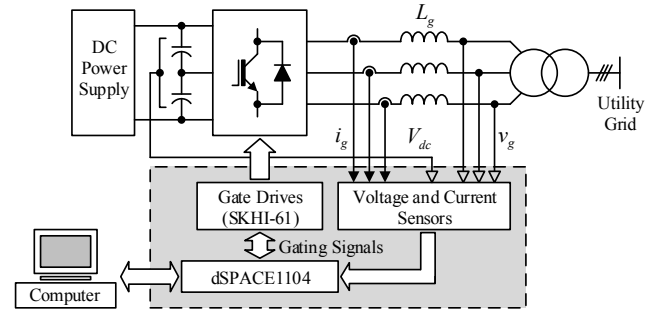 DC
Power
Supply
L_g
Utility
Grid
i_g
V_dc
v_g
Gate Drives
(SKHI-61)
Voltage and Current
Sensors
Gating Signals
dSPACE1104
Computer